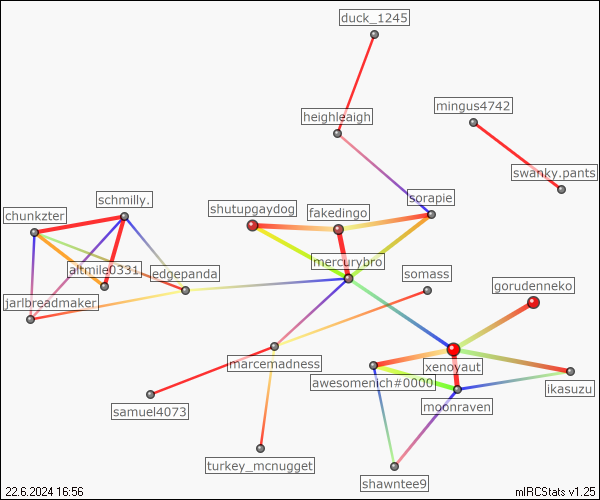 duck_1245
mingus4742
heighleaigh
swanky.pants
schmilly.
sorapie
shutupgaydog
fakedingo
chunkzter
mercurybro
altmile0331
edgepanda
somass
gorudenneko
jarlbreadmaker
marcemadness
xenoyaut
awesomenich#0000
ikasuzu
moonraven
samuel4073
turkey_mcnugget
shawntee9
22.6.2024 16:56
mIRCStats v1.25